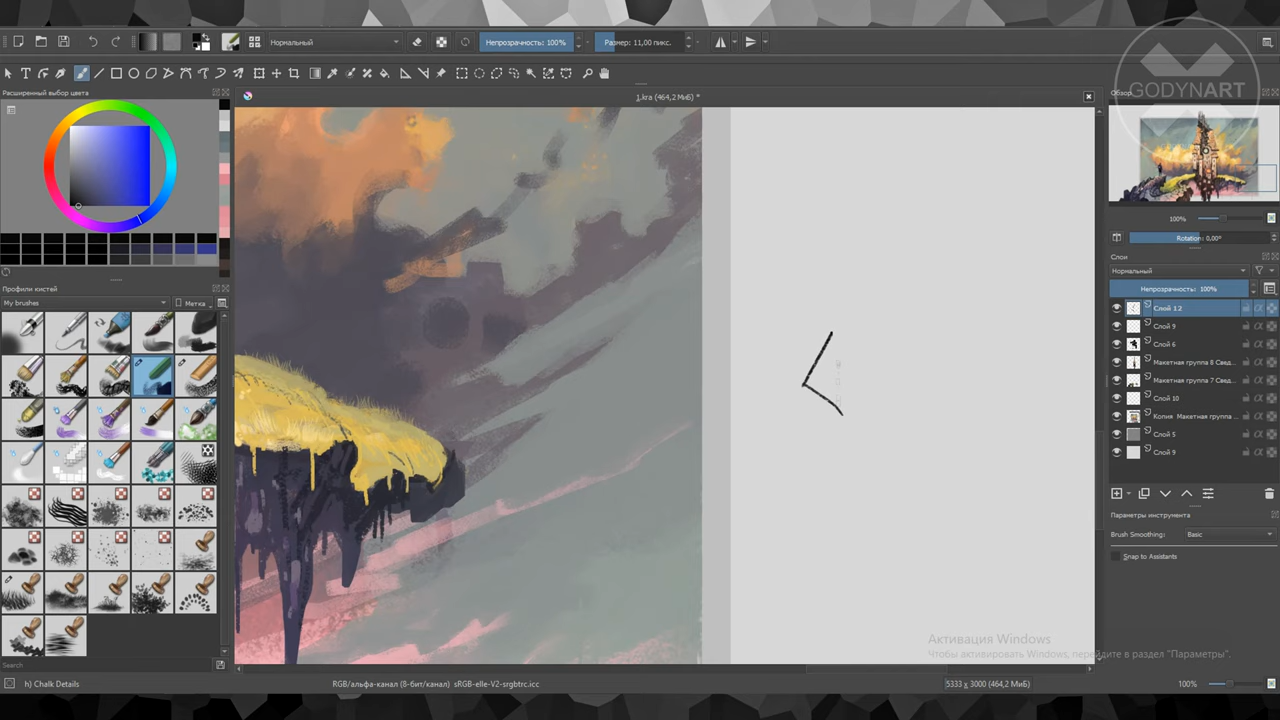 Нормальный
Непрозрачность: 100%
Размер: 11,00 пикс.
GODYNART
Расширенный выбор цвета
1.kra (464,2 МиБ) *
Обзор
100%
Rotation: 0,00°
Слои
Нормальный
Непрозрачность: 100%
Слой 12
Слой 9
Слой 6
Макетная группа 8 Свед...
Макетная группа 7 Свед...
Слой 10
Копия Макетная группа ...
Слой 5
Слой 9
Параметры инструмента
Brush Smoothing:
Basic
Snap to Assistants
Профили кистей
My brushes
Метка
Search
Активация Windows
Чтобы активировать Windows, перейдите в раздел "Параметры".
h) Chalk Details
RGB/альфа-канал (8-бит/канал) sRGB-elle-V2-srgbtrc.icc
5333 x 3000 (464,2 МиБ)
100%